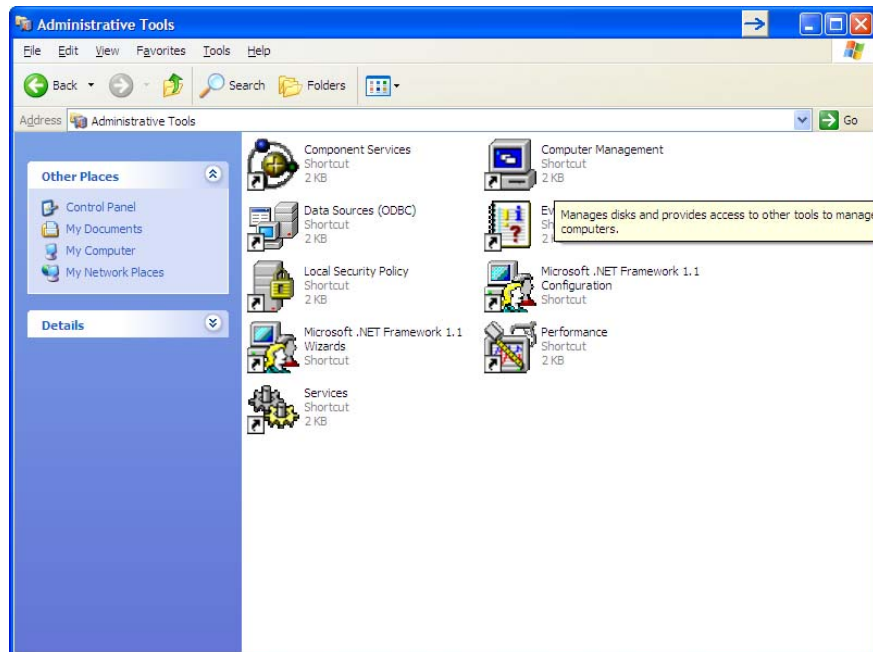 Administrative Tools
File Edit View Favorites Tools Help
Back Search Folders
Address Administrative Tools Go
Other Places
Control Panel
My Documents
My Computer
My Network Places
Details
Component Services
Shortcut
2 KB
Computer Management
Shortcut
2 KB
Data Sources (ODBC)
Shortcut
2 KB
Manages disks and provides access to other tools to manage
computers.
Local Security Policy
Shortcut
2 KB
Microsoft .NET Framework 1.1
Configuration
Shortcut
Microsoft .NET Framework 1.1
Wizards
Shortcut
Performance
Shortcut
2 KB
Services
Shortcut
2 KB